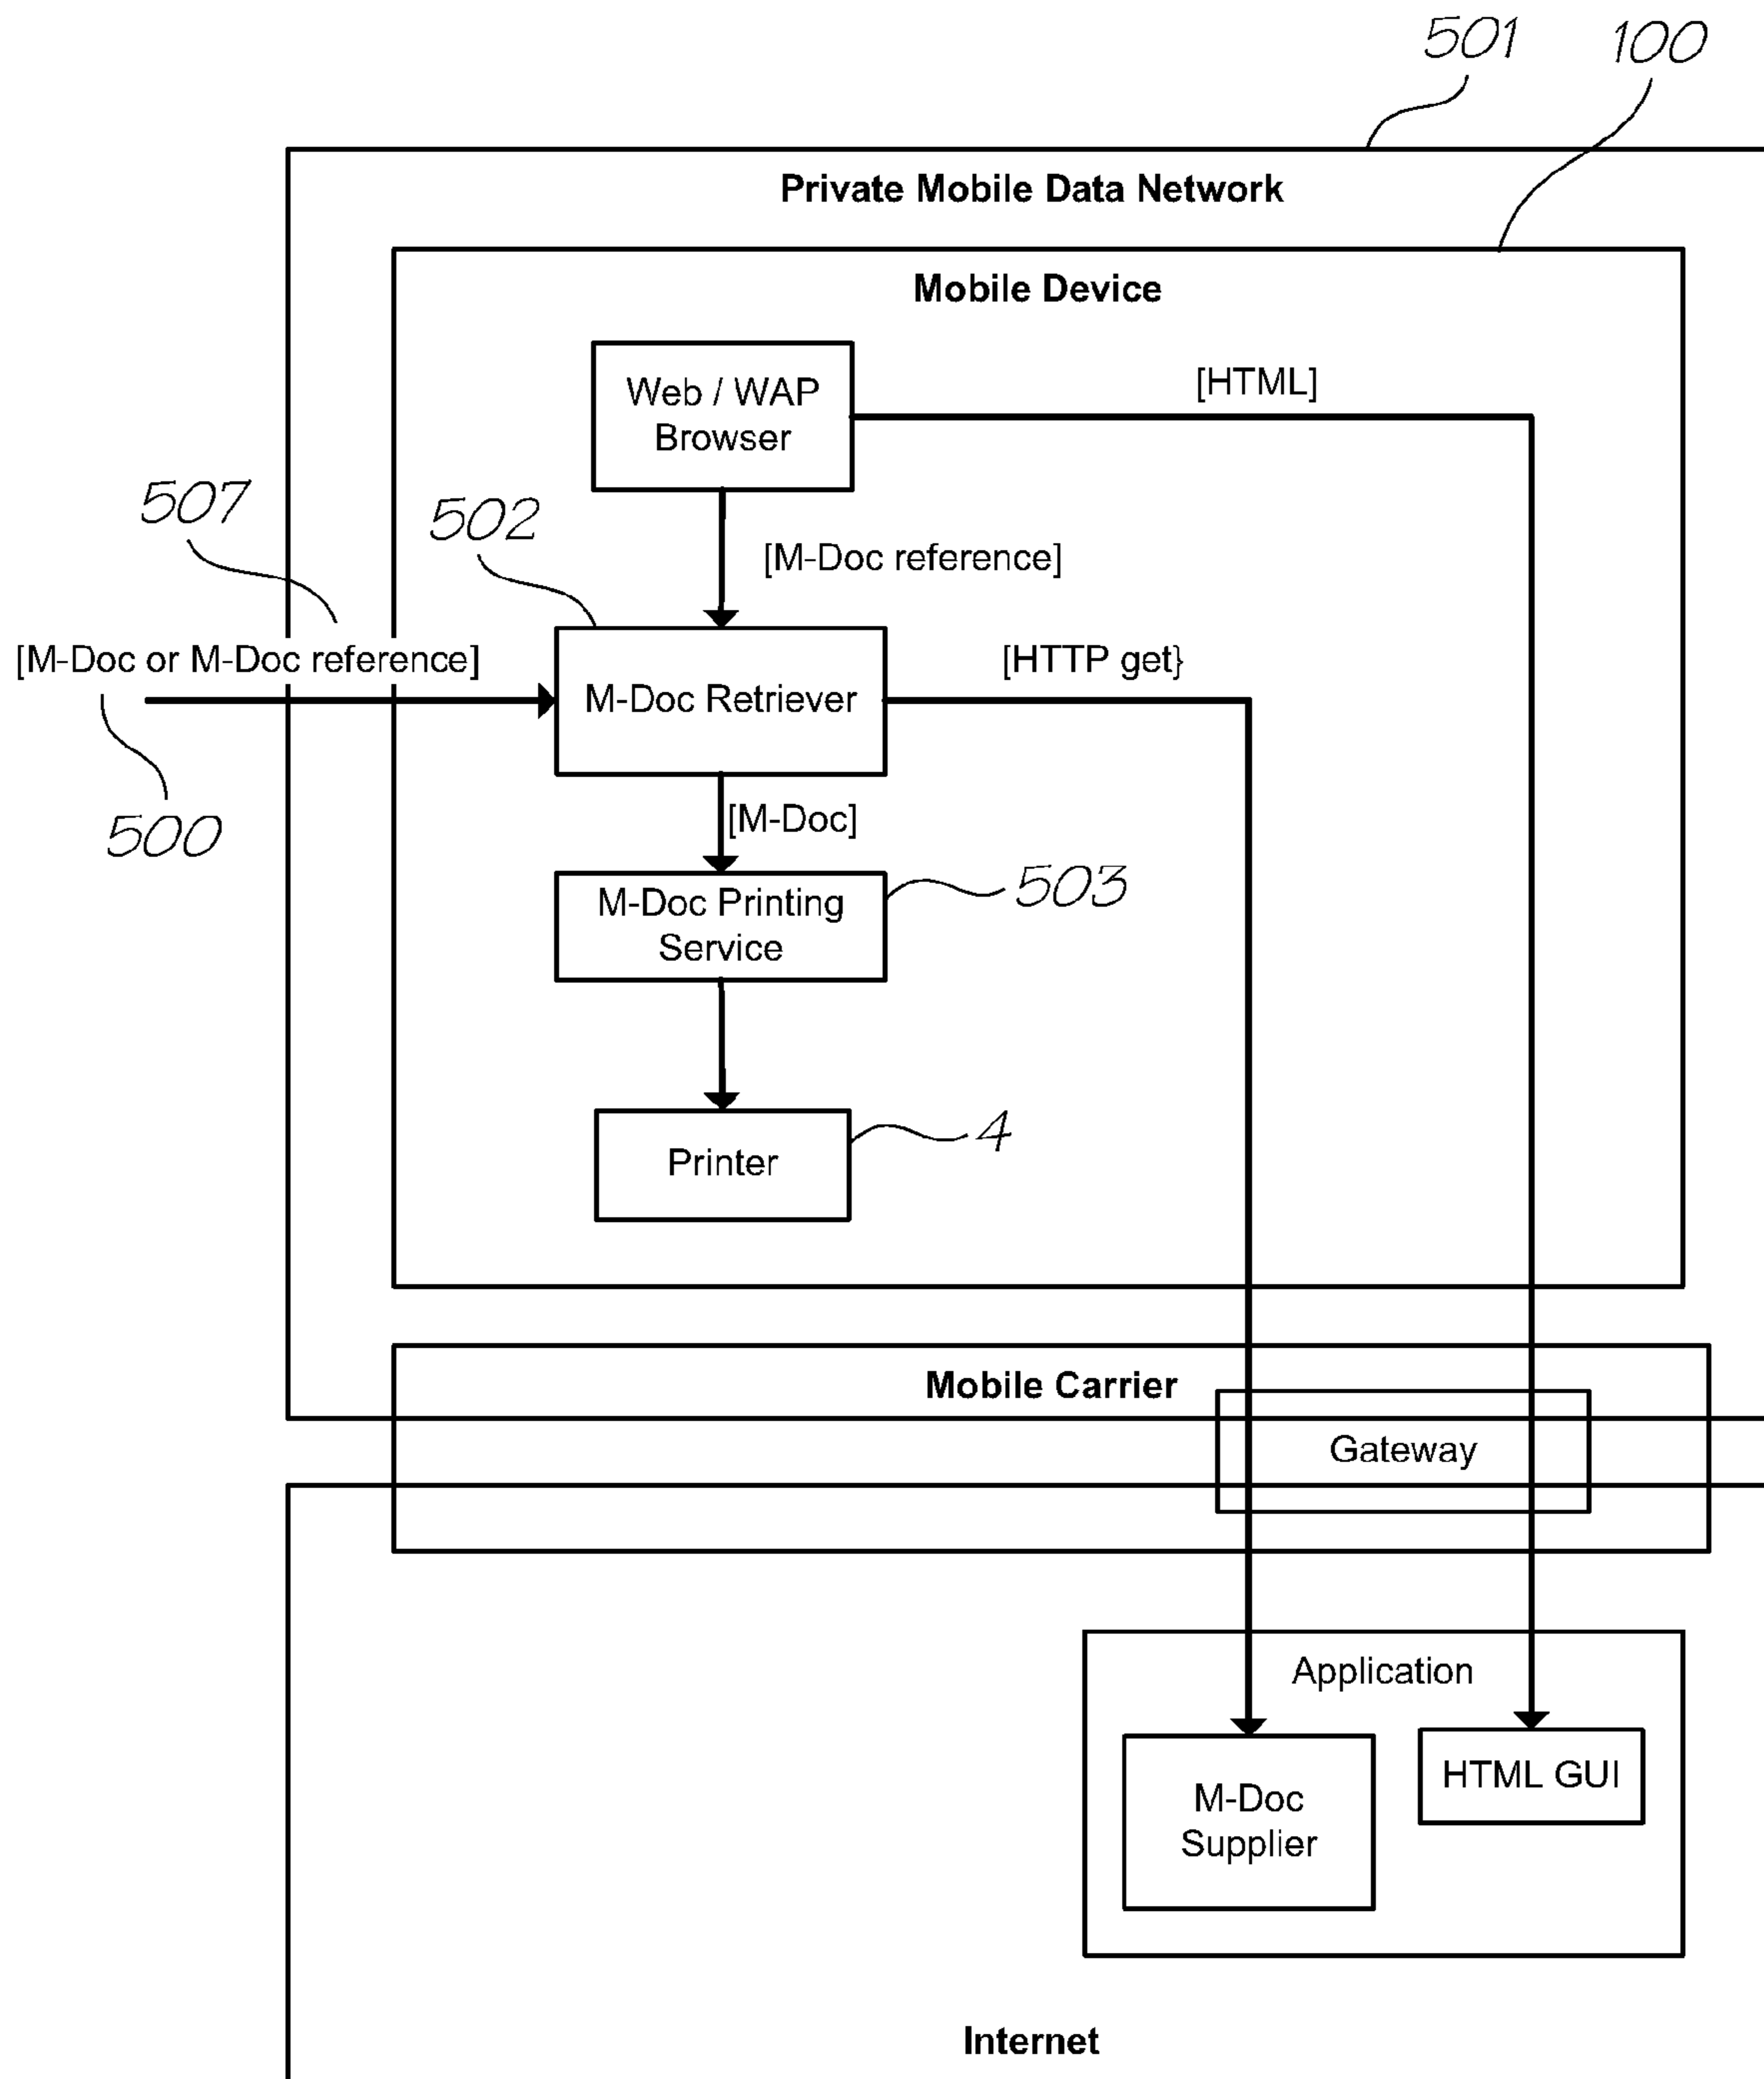 501
100
Private Mobile Data Network
Mobile Device
Web / WAP
Browser
[HTML]
507
502
[M-Doc reference]
[M-Doc or M-Doc reference]
[HTTP get}
M-Doc Retriever
500
[M-Doc]
M-Doc Printing
Service
503
Printer
4
Mobile Carrier
Gateway
Application
M-Doc
Supplier
HTML GUI
Internet